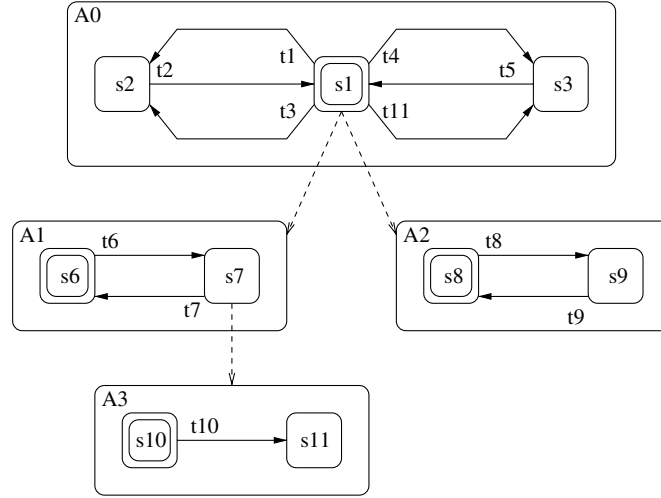 A0
t1 t4
s2 t2 s1 t5 s3
t3 t11
A1 A2
t6 t8
s6 s7 s8 s9
t7 t9
A3
s10 t10 s11